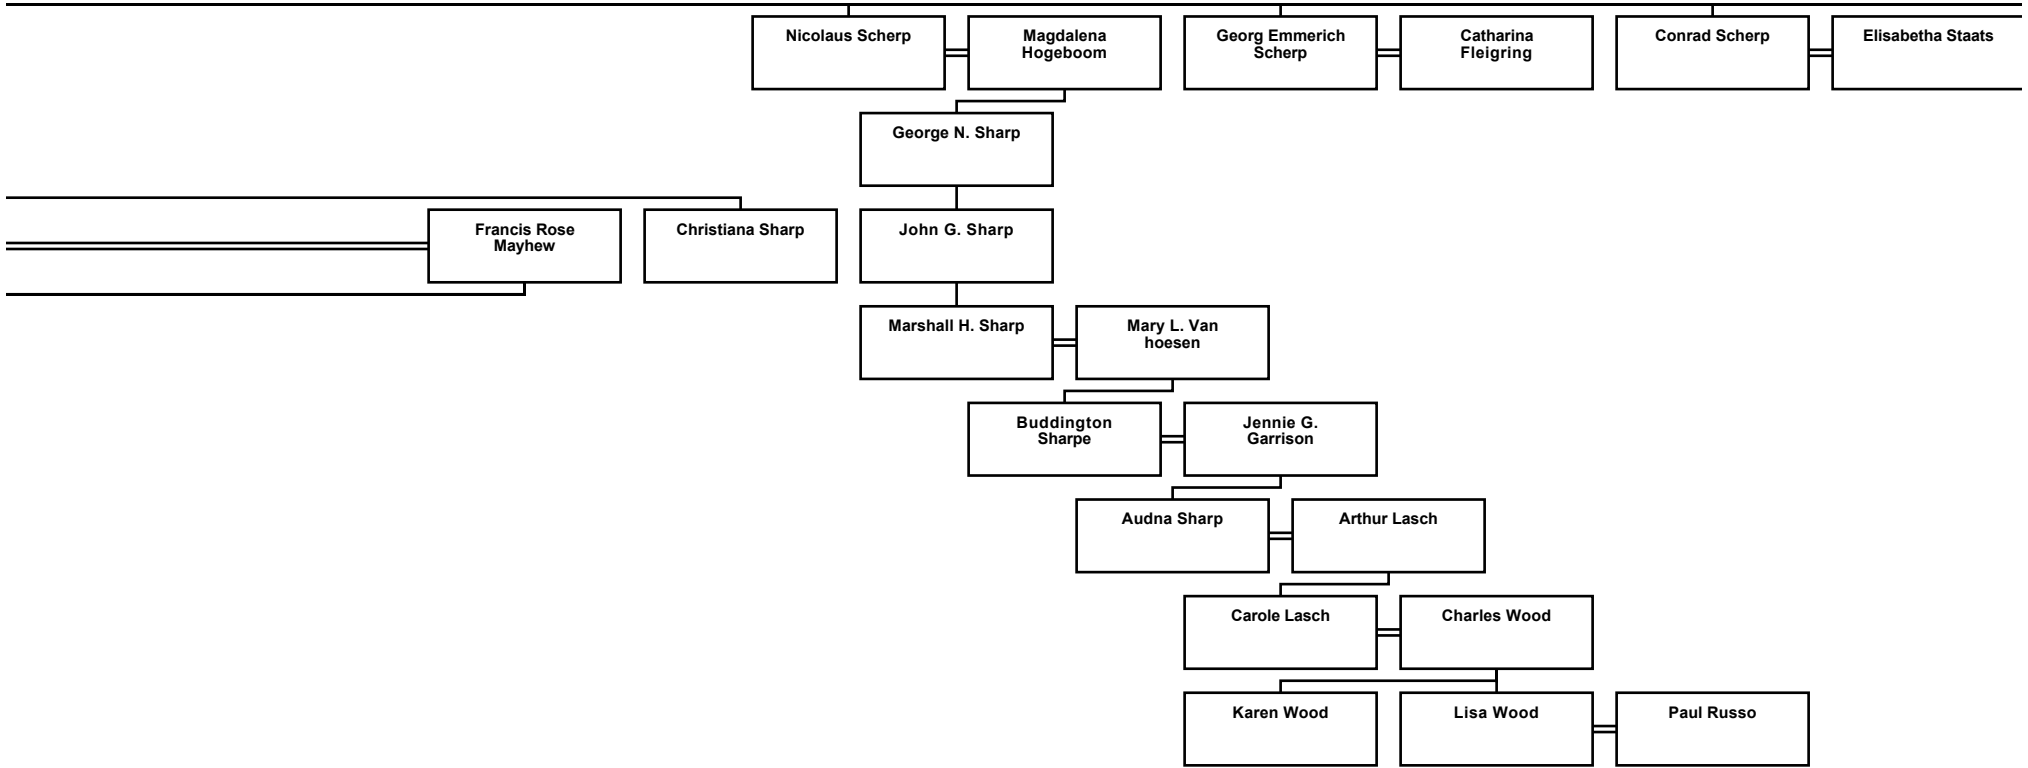 Nicolaus Scherp
Magdalena
Hogeboom
Georg Emmerich
Scherp
Catharina
Fleigring
Conrad Scherp
Elisabetha Staats
George N. Sharp
Francis Rose
Mayhew
Christiana Sharp
John G. Sharp
Marshall H. Sharp
Mary L. Van
hoesen
Buddington
Sharpe
Jennie G.
Garrison
Audna Sharp
Arthur Lasch
Carole Lasch
Charles Wood
Karen Wood
Lisa Wood
Paul Russo